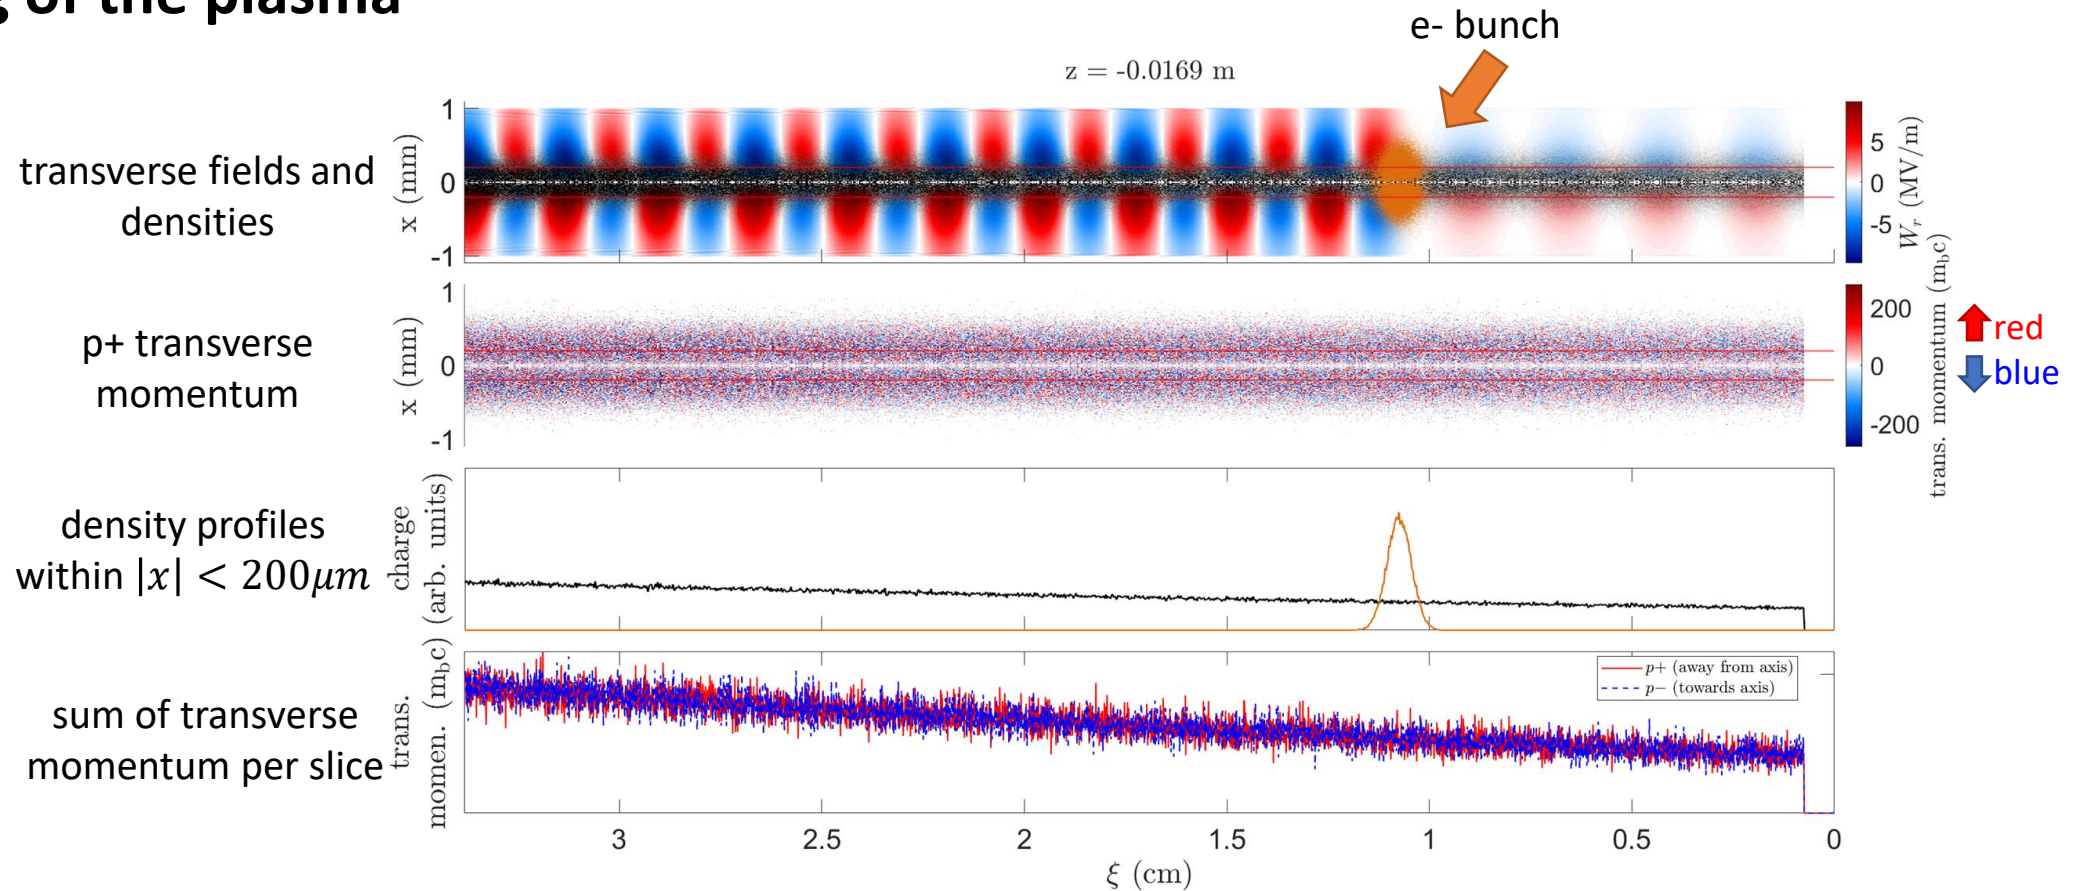 g of the plasma
e- bunch
z = -0.0169 m
transverse fields and
densities
x (mm)
1
0
-1
5
0
-5
W_r (MV/m)
p+ transverse
momentum
x (mm)
1
0
-1
200
0
-200
trans. momentum (m_bc)
red
blue
density profiles
within |x| < 200μm
charge
(arb. units)
sum of transverse
momentum per slice
trans.
momen. (m_bc)
p+ (away from axis)
p− (towards axis)
3 2.5 2 1.5 1 0.5 0
ξ (cm)